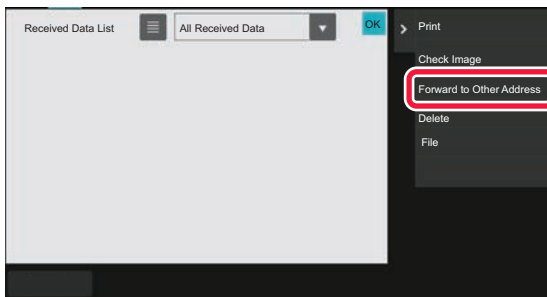 Received Data List
All Received Data
OK
Print
Check Image
Forward to Other Address
Delete
File